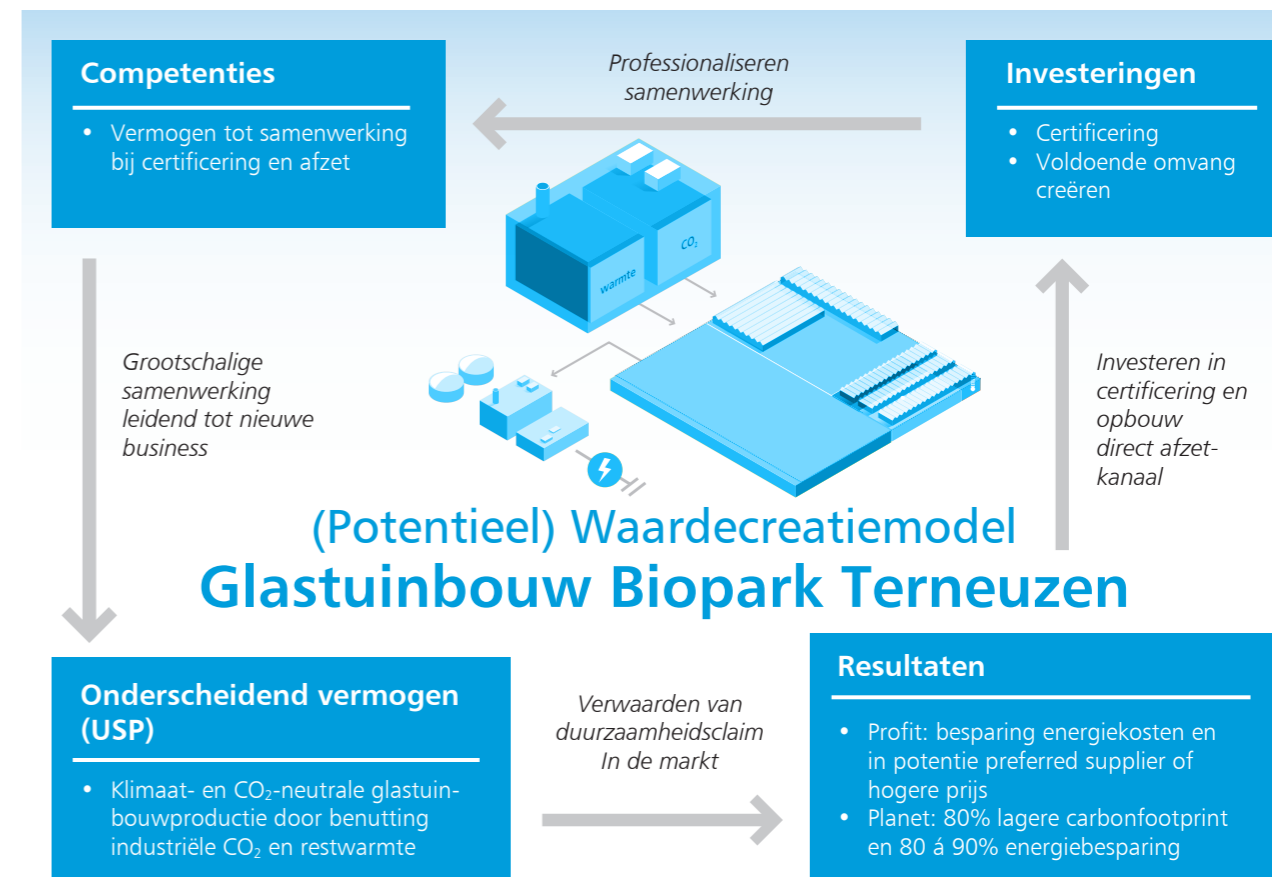 Competenties
• Vermogen tot samenwerking
bij certificering en afzet
Professionaliseren
samenwerking
Investeringen
• Certificering
• Voldoende omvang
creëren
warmte
CO₂
Grootschalige
samenwerking
leidend tot nieuwe
business
Investeren in
certificering en
opbouw
direct afzet-
kanaal
(Potentieel) Waardecreatiemodel
Glastuinbouw Biopark Terneuzen
Onderscheidend vermogen
(USP)
• Klimaat- en CO₂-neutrale glastuin-
bouwproductie door benutting
industriële CO₂ en restwarmte
Verwaarden van
duurzaamheidsclaim
In de markt
Resultaten
• Profit: besparing energiekosten en
in potentie preferred supplier of
hogere prijs
• Planet: 80% lagere carbonfootprint
en 80 á 90% energiebesparing